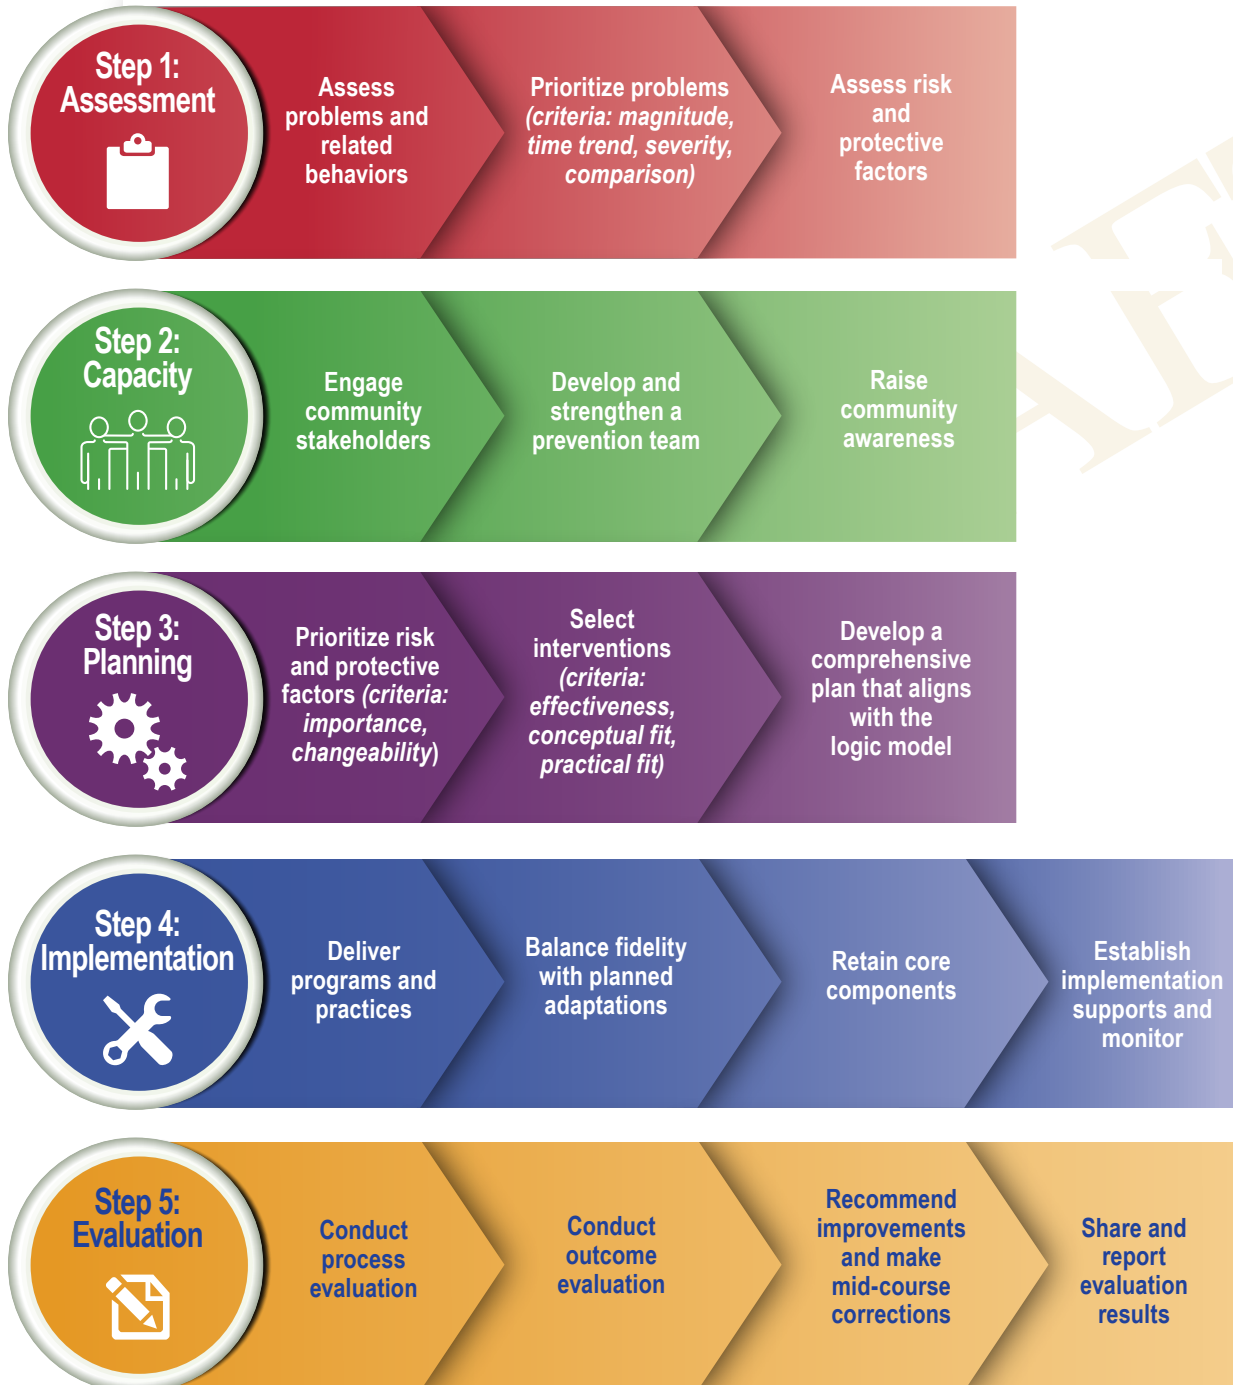 Step 1:
Assessment
Assess
problems and
related
behaviors
Prioritize problems
(criteria: magnitude,
time trend, severity,
comparison)
Assess risk
and
protective
factors
Step 2:
Capacity
Engage
community
stakeholders
Develop and
strengthen a
prevention team
Raise
community
awareness
Step 3:
Planning
Prioritize risk
and protective
factors (criteria:
importance,
changeability)
Select
interventions
(criteria:
effectiveness,
conceptual fit,
practical fit)
Develop a
comprehensive
plan that aligns
with the
logic model
Step 4:
Implementation
Deliver
programs and
practices
Balance fidelity
with planned
adaptations
Retain core
components
Establish
implementation
supports and
monitor
Step 5:
Evaluation
Conduct
process
evaluation
Conduct
outcome
evaluation
Recommend
improvements
and make
mid-course
corrections
Share and
report
evaluation
results